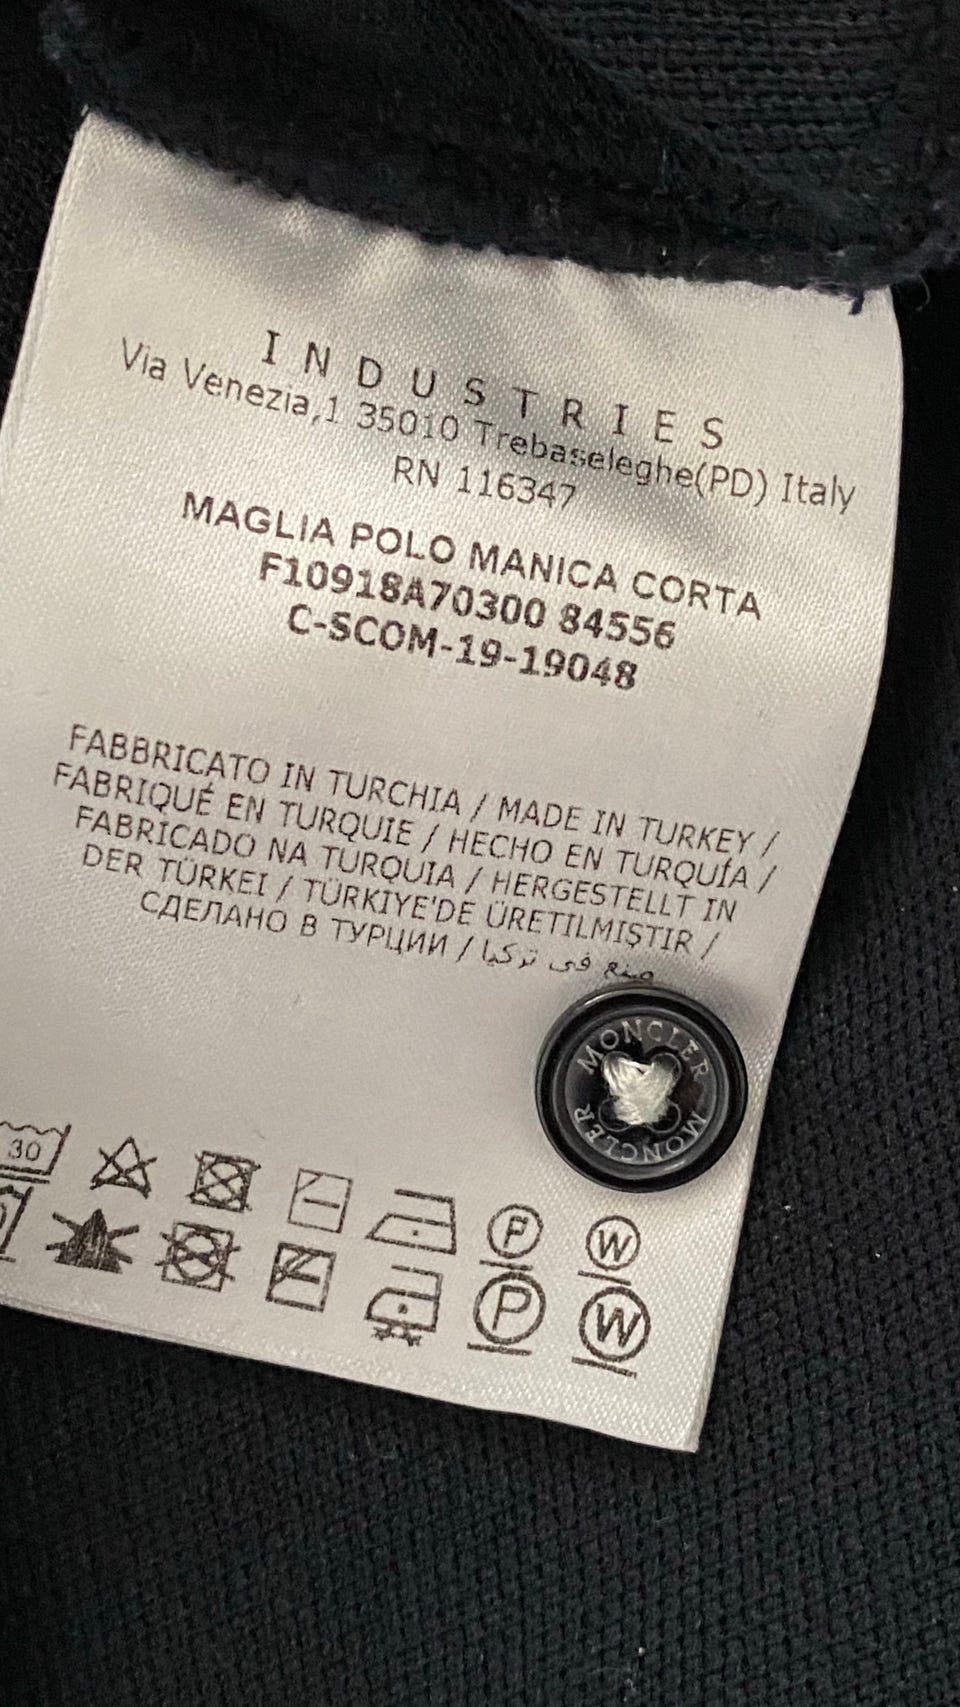 INDUSTRIES
Via Venezia,1 35010 Trebaseleghe(PD) Italy
RN 116347
MAGLIA POLO MANICA CORTA
F10918A70300 84556
C-SCOM-19-19048
FABBRICATO IN TURCHIA / MADE IN TURKEY /
FABRIQUÉ EN TURQUIE / HECHO EN TURQUÍA /
FABRICADO NA TURQUIA / HERGESTELLT IN
DER TÜRKEI / TÜRKIYE'DE ÜRETILMIŞTIR /
СДЕЛАНО В ТУРЦИИ / صنع في تركيا
MONCLER
MONCLER
30 P W
P W